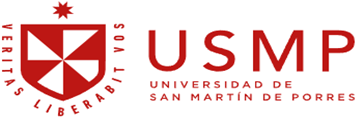 VERITAS LIBERABIT VOS
USMP
UNIVERSIDAD DE
SAN MARTÍN DE PORRES